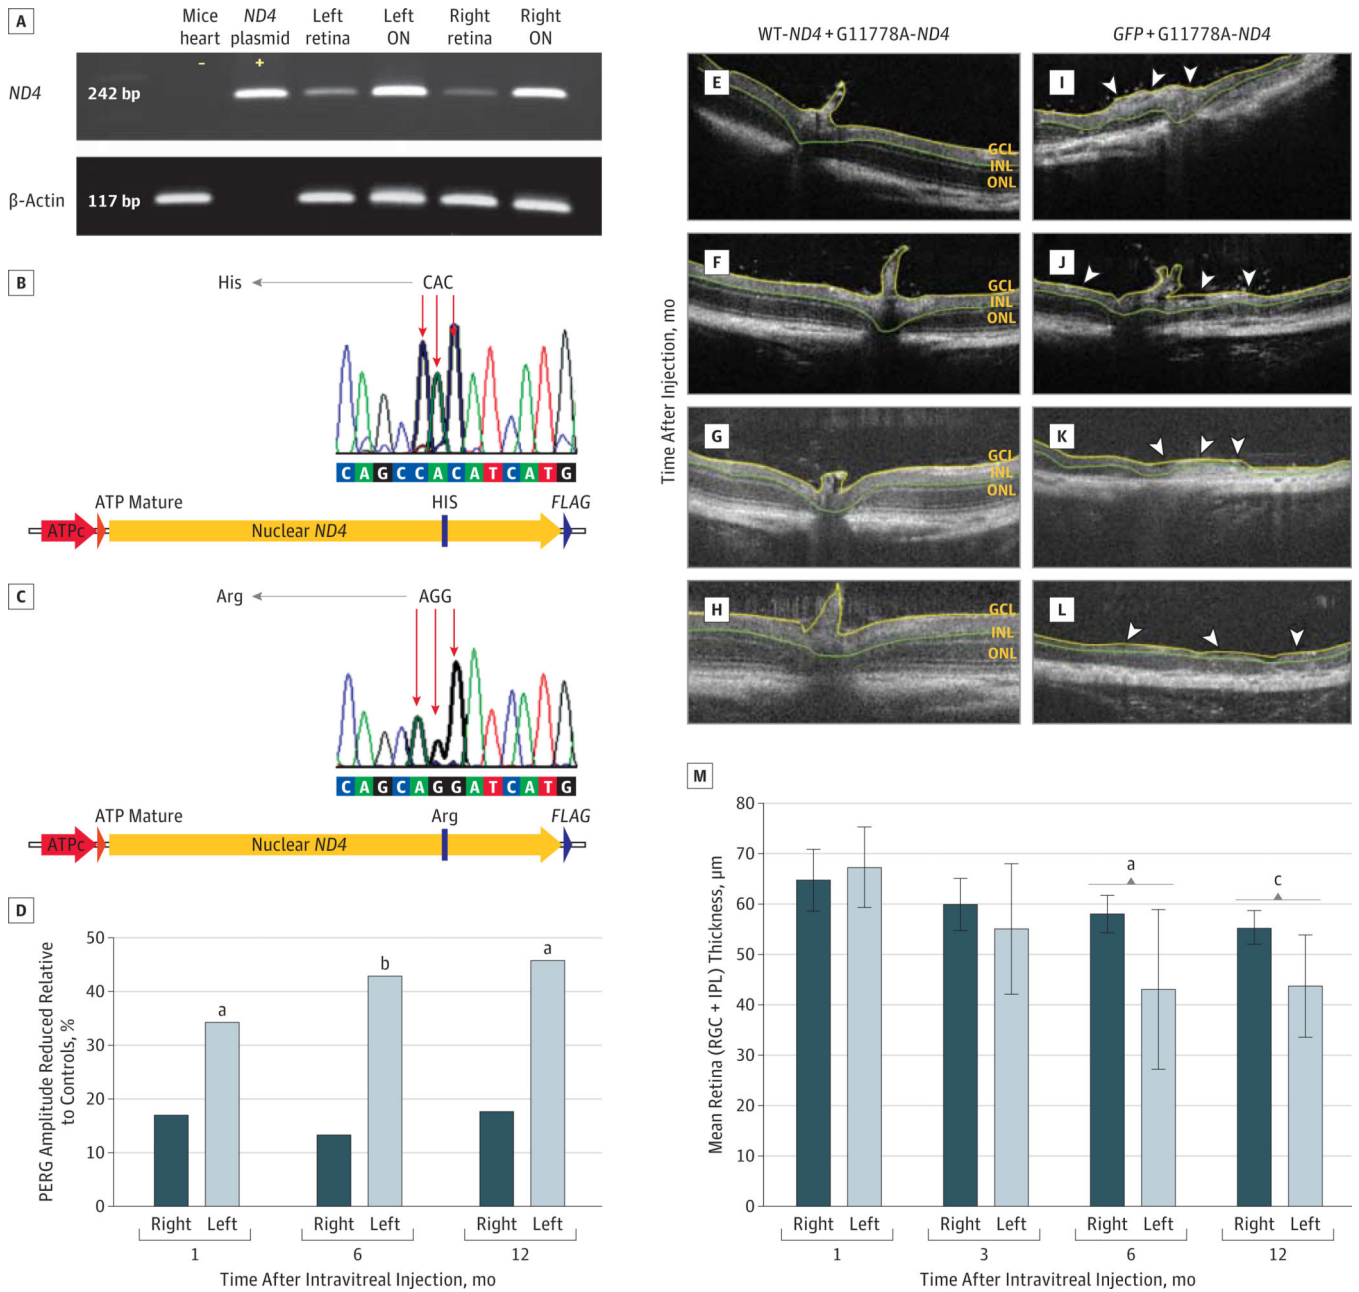 A
Mice heart
ND4 plasmid
Left retina
Left ON
Right retina
Right ON
- +
ND4
242 bp
β-Actin
117 bp
B
His
CAC
C A G C C A C A T C A T G
ATP Mature
HIS
FLAG
ATPc
Nuclear ND4
C
Arg
AGG
C A G C A G G A T C A T G
ATP Mature
Arg
FLAG
ATPc
Nuclear ND4
D
PERG Amplitude Reduced Relative to Controls, %
50
40
30
20
10
0
a
b
a
Right Left Right Left Right Left
1 6 12
Time After Intravitreal Injection, mo
WT-ND4 + G11778A-ND4
GFP + G11778A-ND4
Time After Injection, mo
E
GCL
INL
ONL
I
F
GCL
INL
ONL
J
G
GCL
INL
ONL
K
H
GCL
INL
ONL
L
M
Mean Retina (RGC + IPL) Thickness, μm
80
70
60
50
40
30
20
10
0
a
c
Right Left Right Left Right Left Right Left
1 3 6 12
Time After Intravitreal Injection, mo